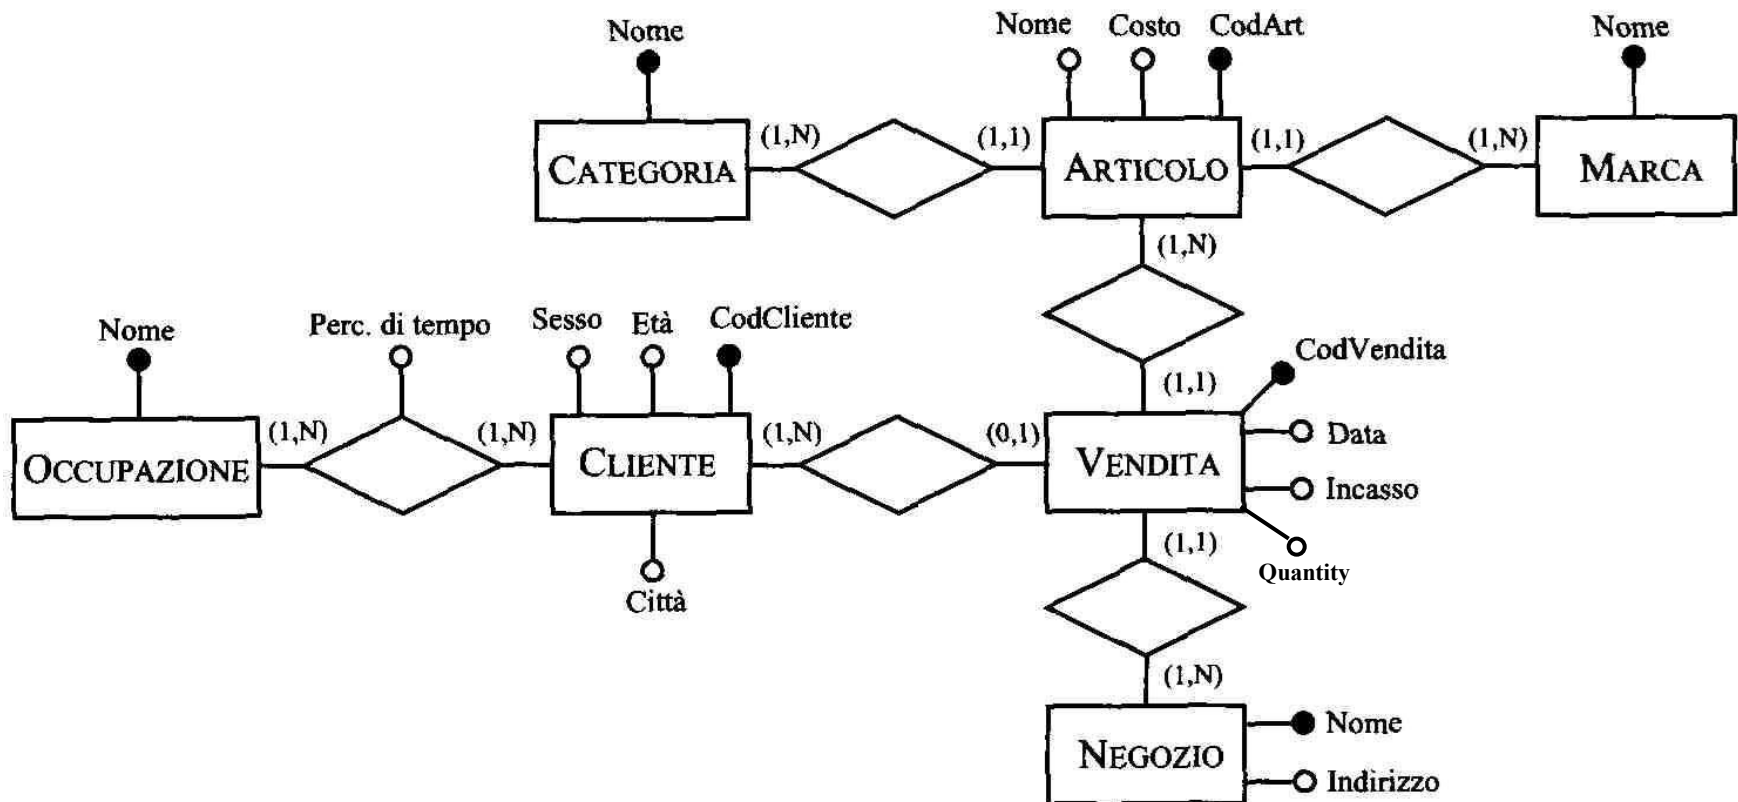 Nome Costo CodArt
Nome
Nome
(1,N)
(1,1)
(1,1)
(1,N)
CATEGORIA
ARTICOLO
MARCA
(1,N)
Nome
Perc. di tempo
Sesso
Età
CodCliente
CodVendita
(1,1)
(1,N)
(1,N)
(1,N)
(0,1)
Data
OCCUPAZIONE
CLIENTE
VENDITA
Incasso
(1,1)
Quantity
Città
(1,N)
Nome
NEGOZIO
Indirizzo